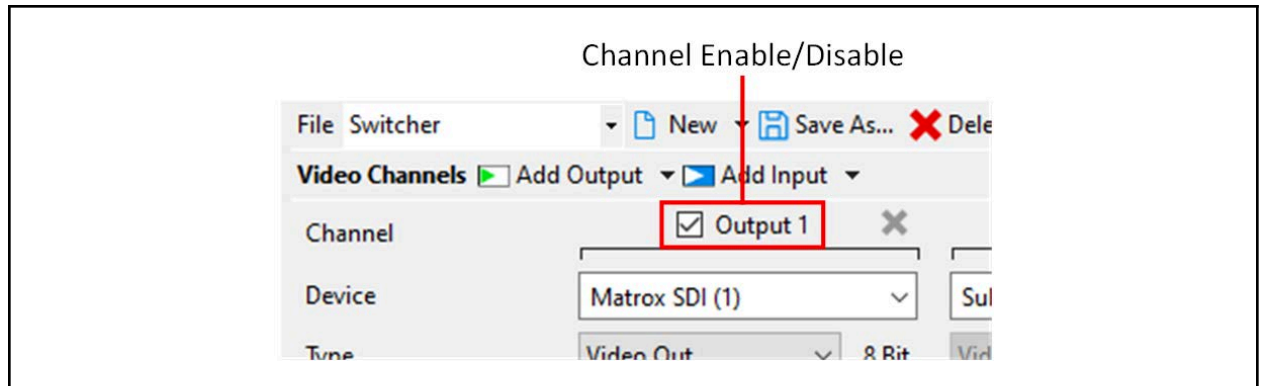 Channel Enable/Disable
File Switcher New Save As... Dele
Video Channels Add Output Add Input
Channel Output 1
Device Matrox SDI (1) Sul
Type Video Out 8 Bit Vid